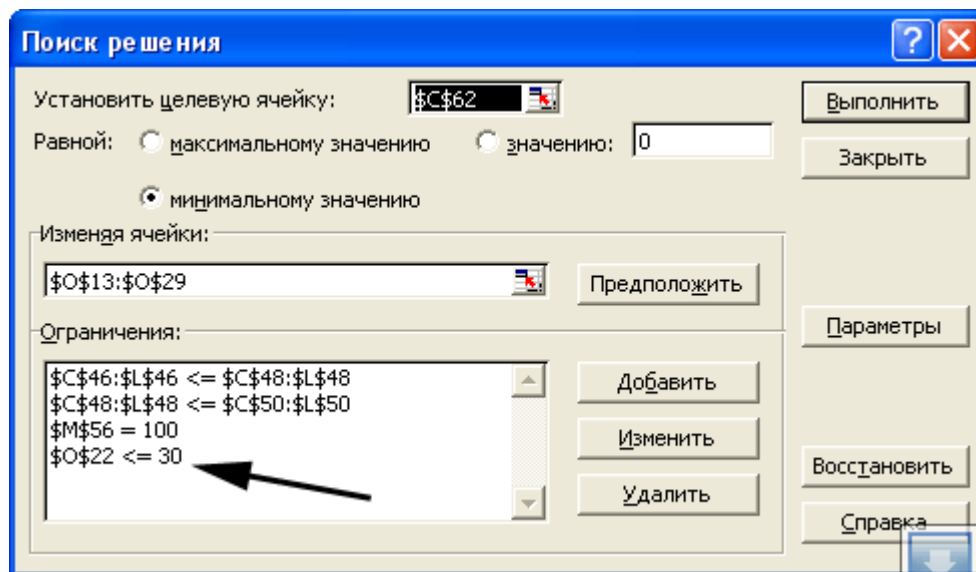 Поиск решения
Установить целевую ячейку: $C$62
Равной: максимальному значению значению: 0
минимальному значению
Изменяя ячейки:
$O$13:$O$29
Предположить
Ограничения:
$C$46:$L$46 <= $C$48:$L$48
$C$48:$L$48 <= $C$50:$L$50
$M$56 = 100
$O$22 <= 30
Добавить
Изменить
Удалить
Выполнить
Закрыть
Параметры
Восстановить
Справка